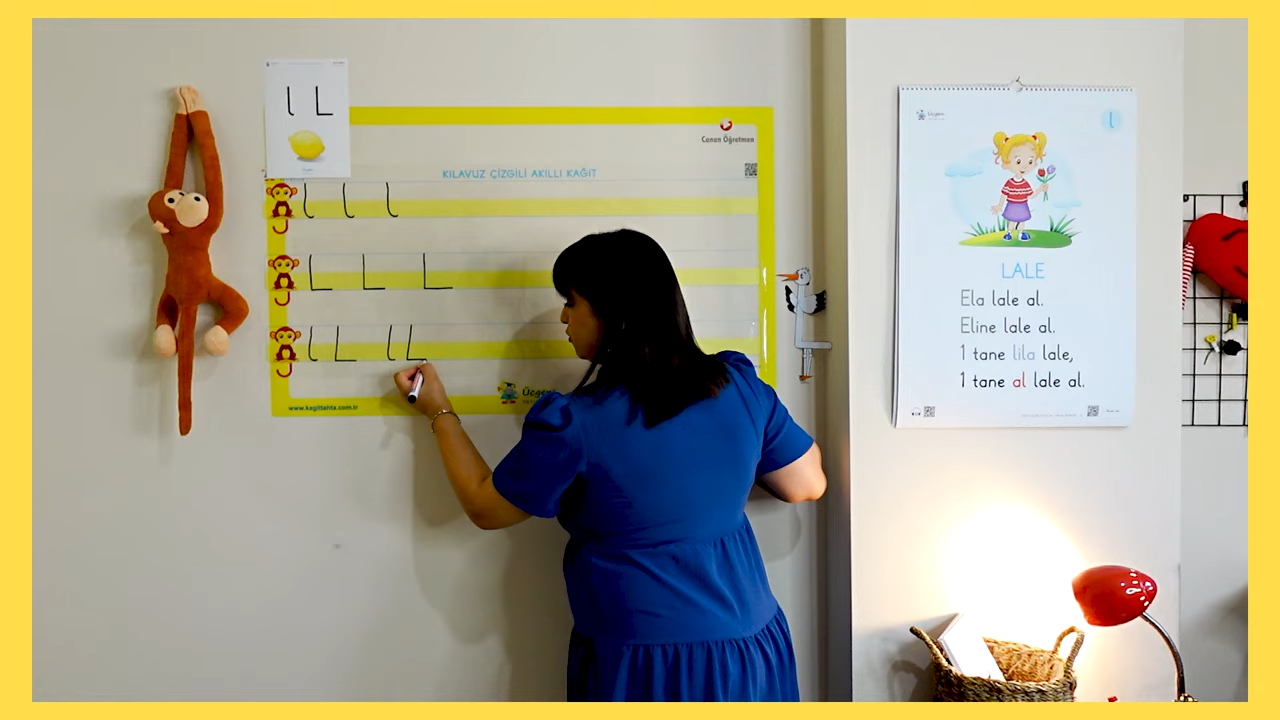 l L
Canan Öğretmen
KILAVUZ ÇİZGİLİ AKILLI KAĞIT
l l l
L L L
l L l L
www.kagittahta.com.tr
Üçgen
l
LALE
Ela lale al.
Eline lale al.
1 tane lila lale,
1 tane al lale al.